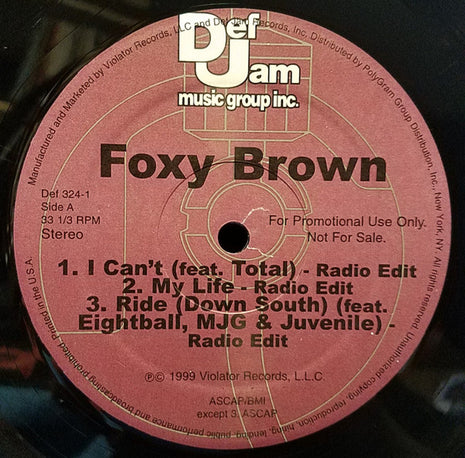 Manufactured and Marketed by Violator Records, LLC and Def Jam Records, Inc. Distributed by PolyGram Group Distribution, Inc., New York, NY. All rights reserved. Unauthorized copying, reproduction, hiring, lending, public performance and broadcasting prohibited. Printed in the U.S.A.
Def
Jam
music group inc.
Foxy Brown
Def 324-1
Side A
33 1/3 RPM
Stereo
For Promotional Use Only.
Not For Sale.
1. I Can't (feat. Total) - Radio Edit
2. My Life - Radio Edit
3. Ride (Down South) (feat.
Eightball, MJG & Juvenile) -
Radio Edit
℗© 1999 Violator Records, L.L.C.
ASCAP/BMI
except 3. ASCAP